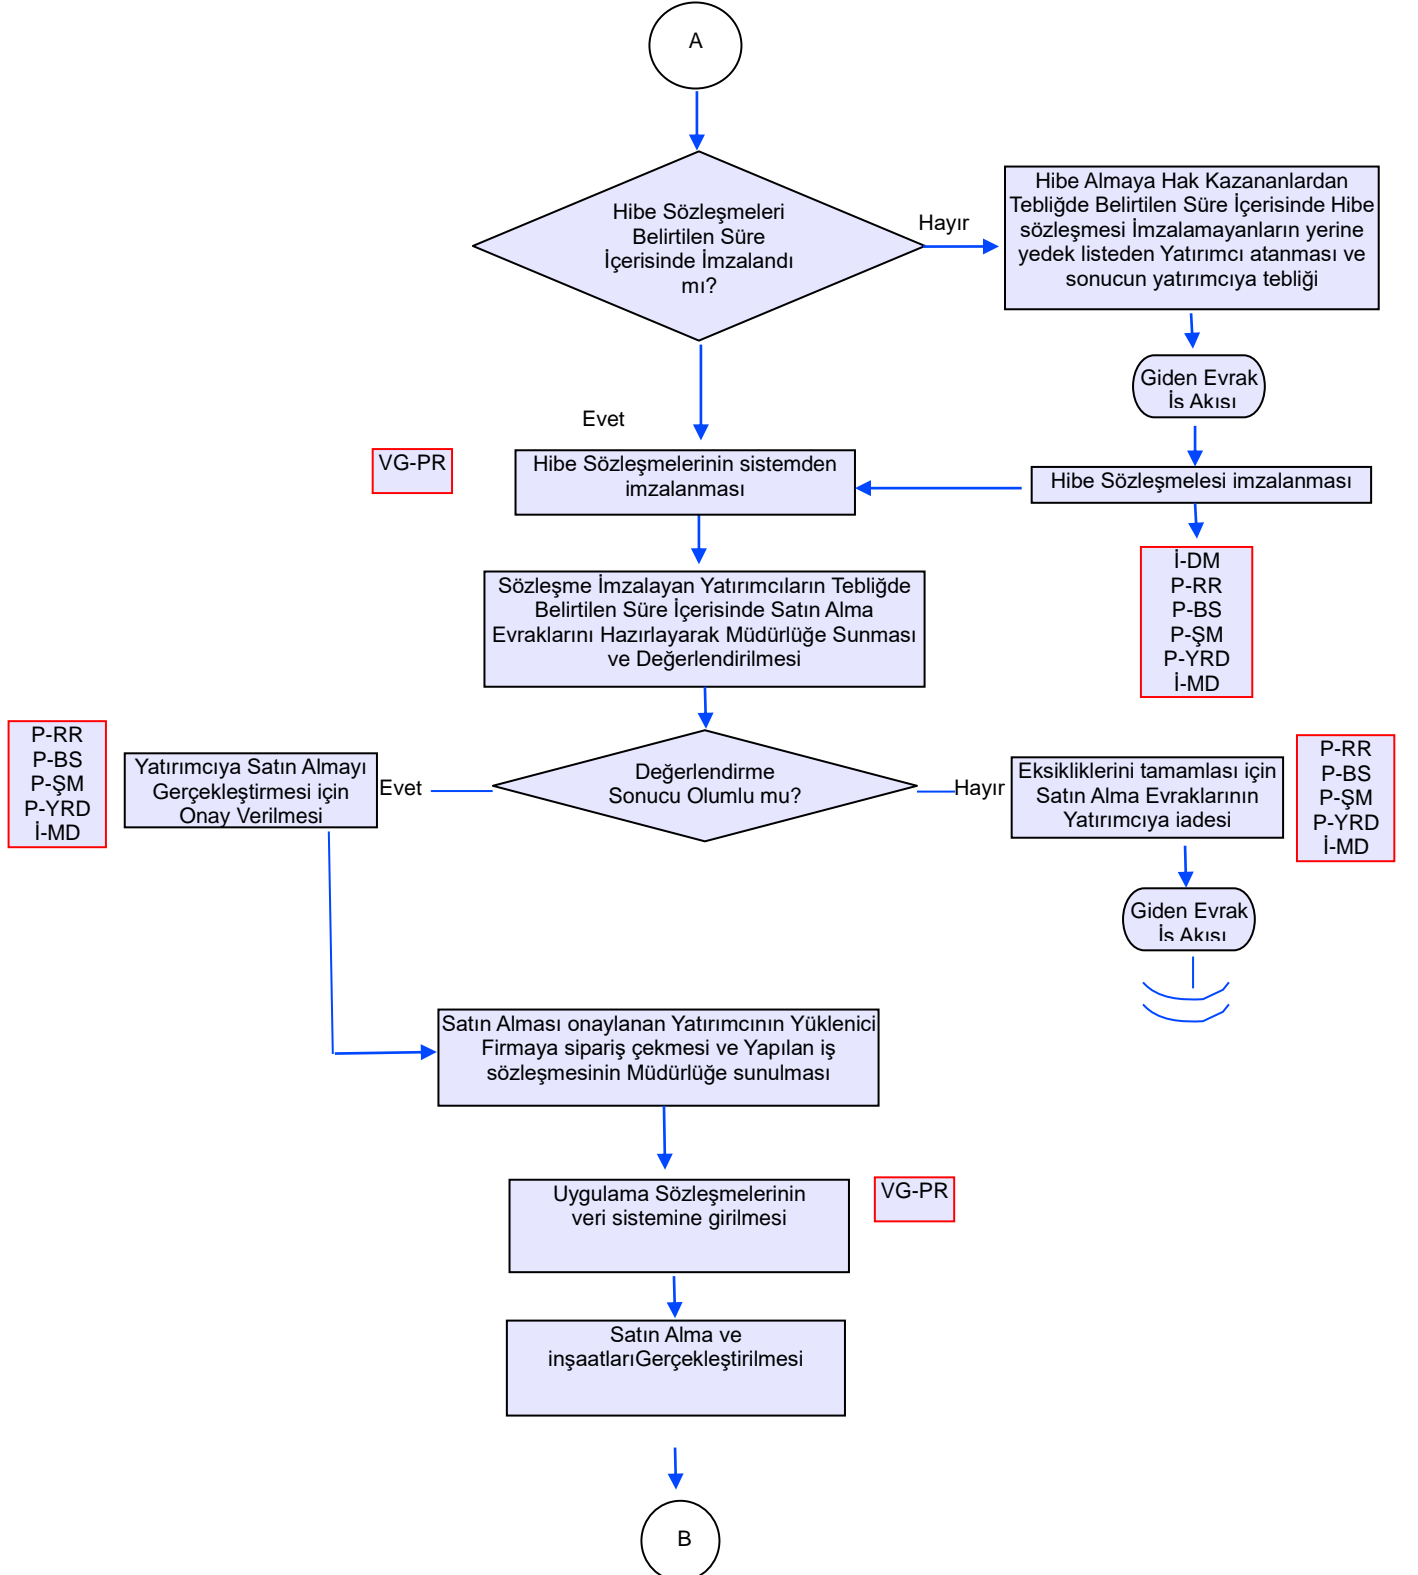 A
Hibe Sözleşmeleri
Belirtilen Süre
İçerisinde İmzalandı
mı?
Hayır
Hibe Almaya Hak Kazananlardan
Tebliğde Belirtilen Süre İçerisinde Hibe
sözleşmesi İmzalamayanların yerine
yedek listeden Yatırımcı atanması ve
sonucun yatırımcıya tebliği
Giden Evrak
İş Akışı
Evet
VG-PR
Hibe Sözleşmelerinin sistemden
imzalanması
Hibe Sözleşmelesi imzalanması
İ-DM
P-RR
P-BS
P-ŞM
P-YRD
İ-MD
Sözleşme İmzalayan Yatırımcıların Tebliğde
Belirtilen Süre İçerisinde Satın Alma
Evraklarını Hazırlayarak Müdürlüğe Sunması
ve Değerlendirilmesi
P-RR
P-BS
P-ŞM
P-YRD
İ-MD
Yatırımcıya Satın Almayı
Gerçekleştirmesi için
Onay Verilmesi
Evet
Değerlendirme
Sonucu Olumlu mu?
Hayır
Eksikliklerini tamamlası için
Satın Alma Evraklarının
Yatırımcıya iadesi
P-RR
P-BS
P-ŞM
P-YRD
İ-MD
Giden Evrak
İş Akışı
Satın Alması onaylanan Yatırımcının Yüklenici
Firmaya sipariş çekmesi ve Yapılan iş
sözleşmesinin Müdürlüğe sunulması
Uygulama Sözleşmelerinin
veri sistemine girilmesi
VG-PR
Satın Alma ve
inşaatlarıGerçekleştirilmesi
B